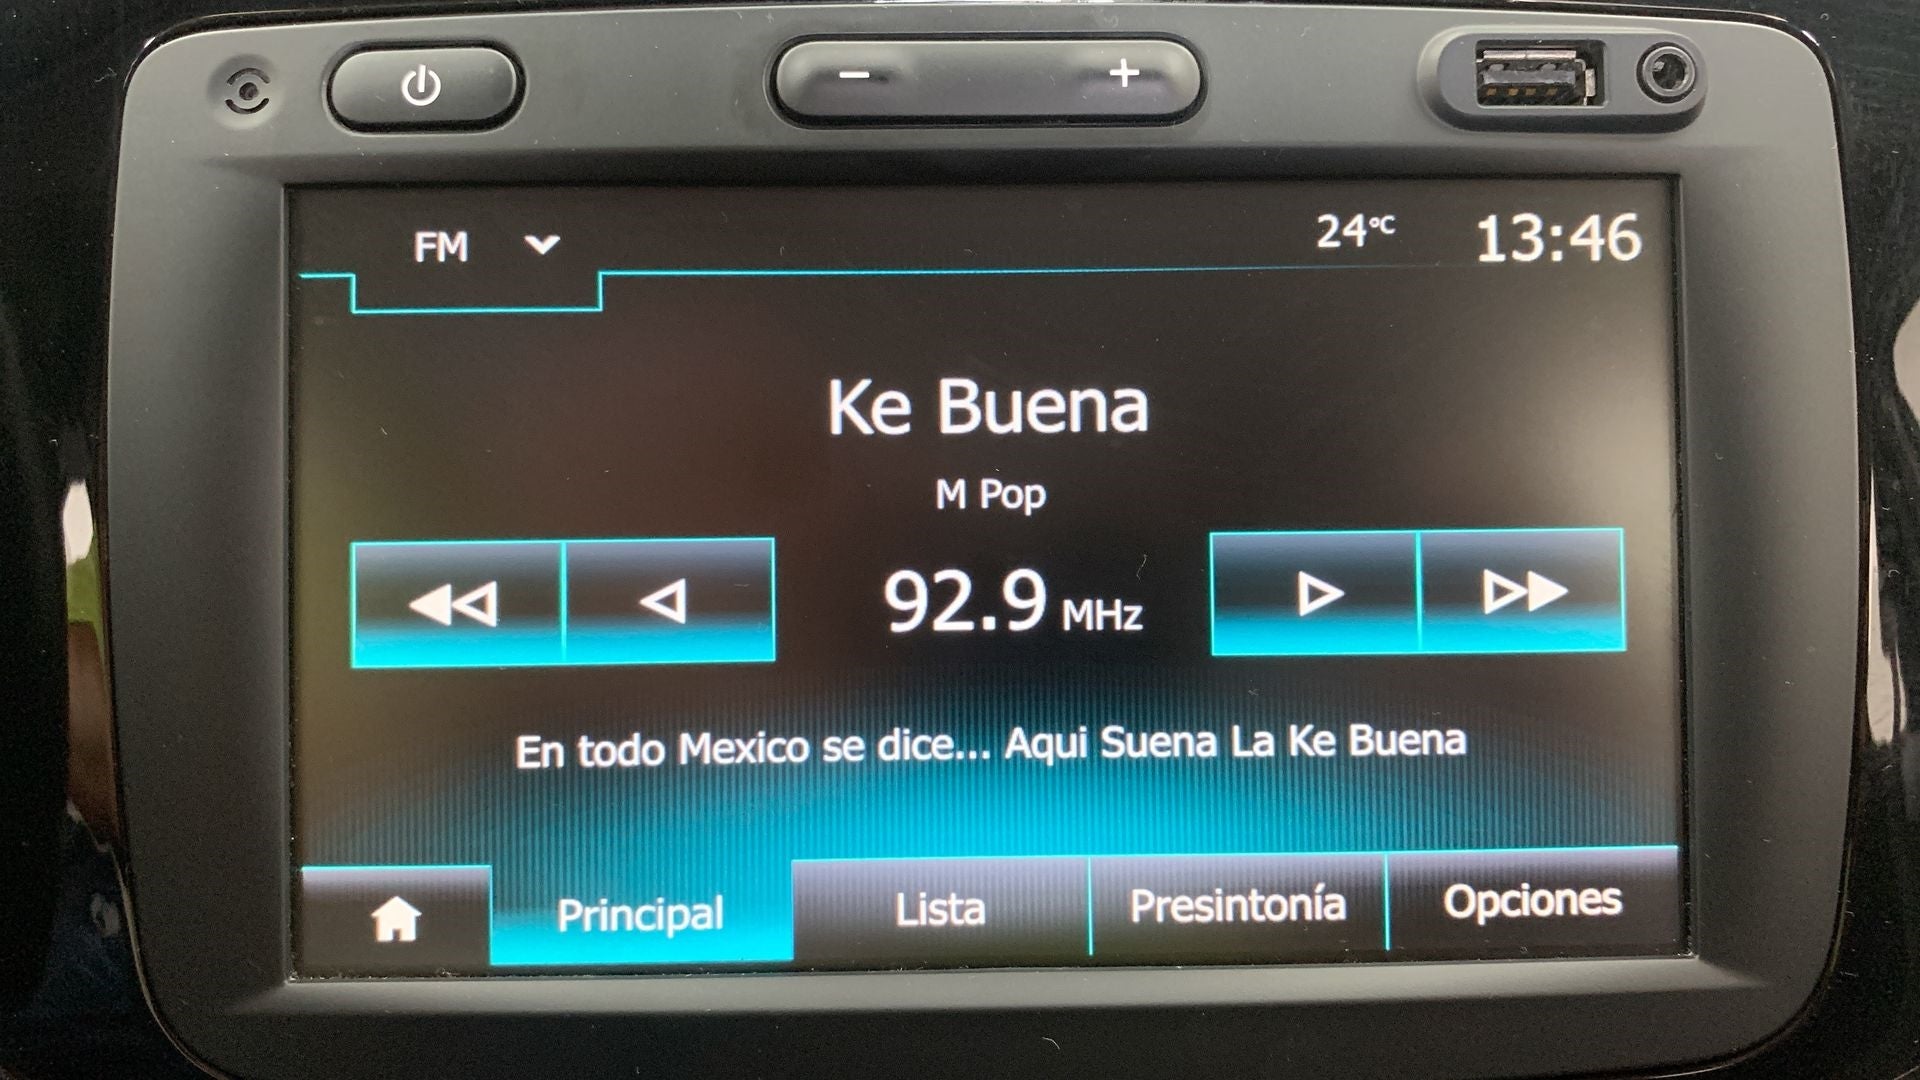 FM
24°C
13:46
Ke Buena
M Pop
92.9 MHz
En todo Mexico se dice... Aqui Suena La Ke Buena
Principal
Lista
Presintonía
Opciones